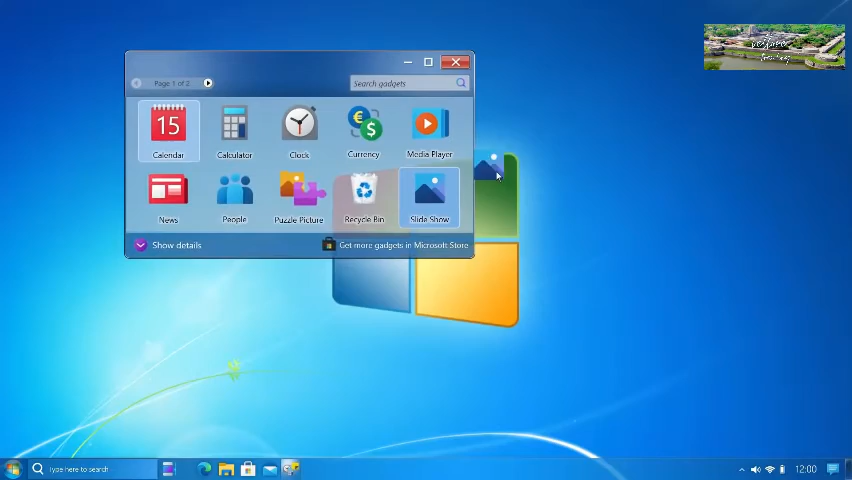 Page 1 of 2
Search gadgets
15
Calendar
Calculator
Clock
Currency
Media Player
News
People
Puzzle Picture
Recycle Bin
Slide Show
Show details
Get more gadgets in Microsoft Store
Type here to search
12:00